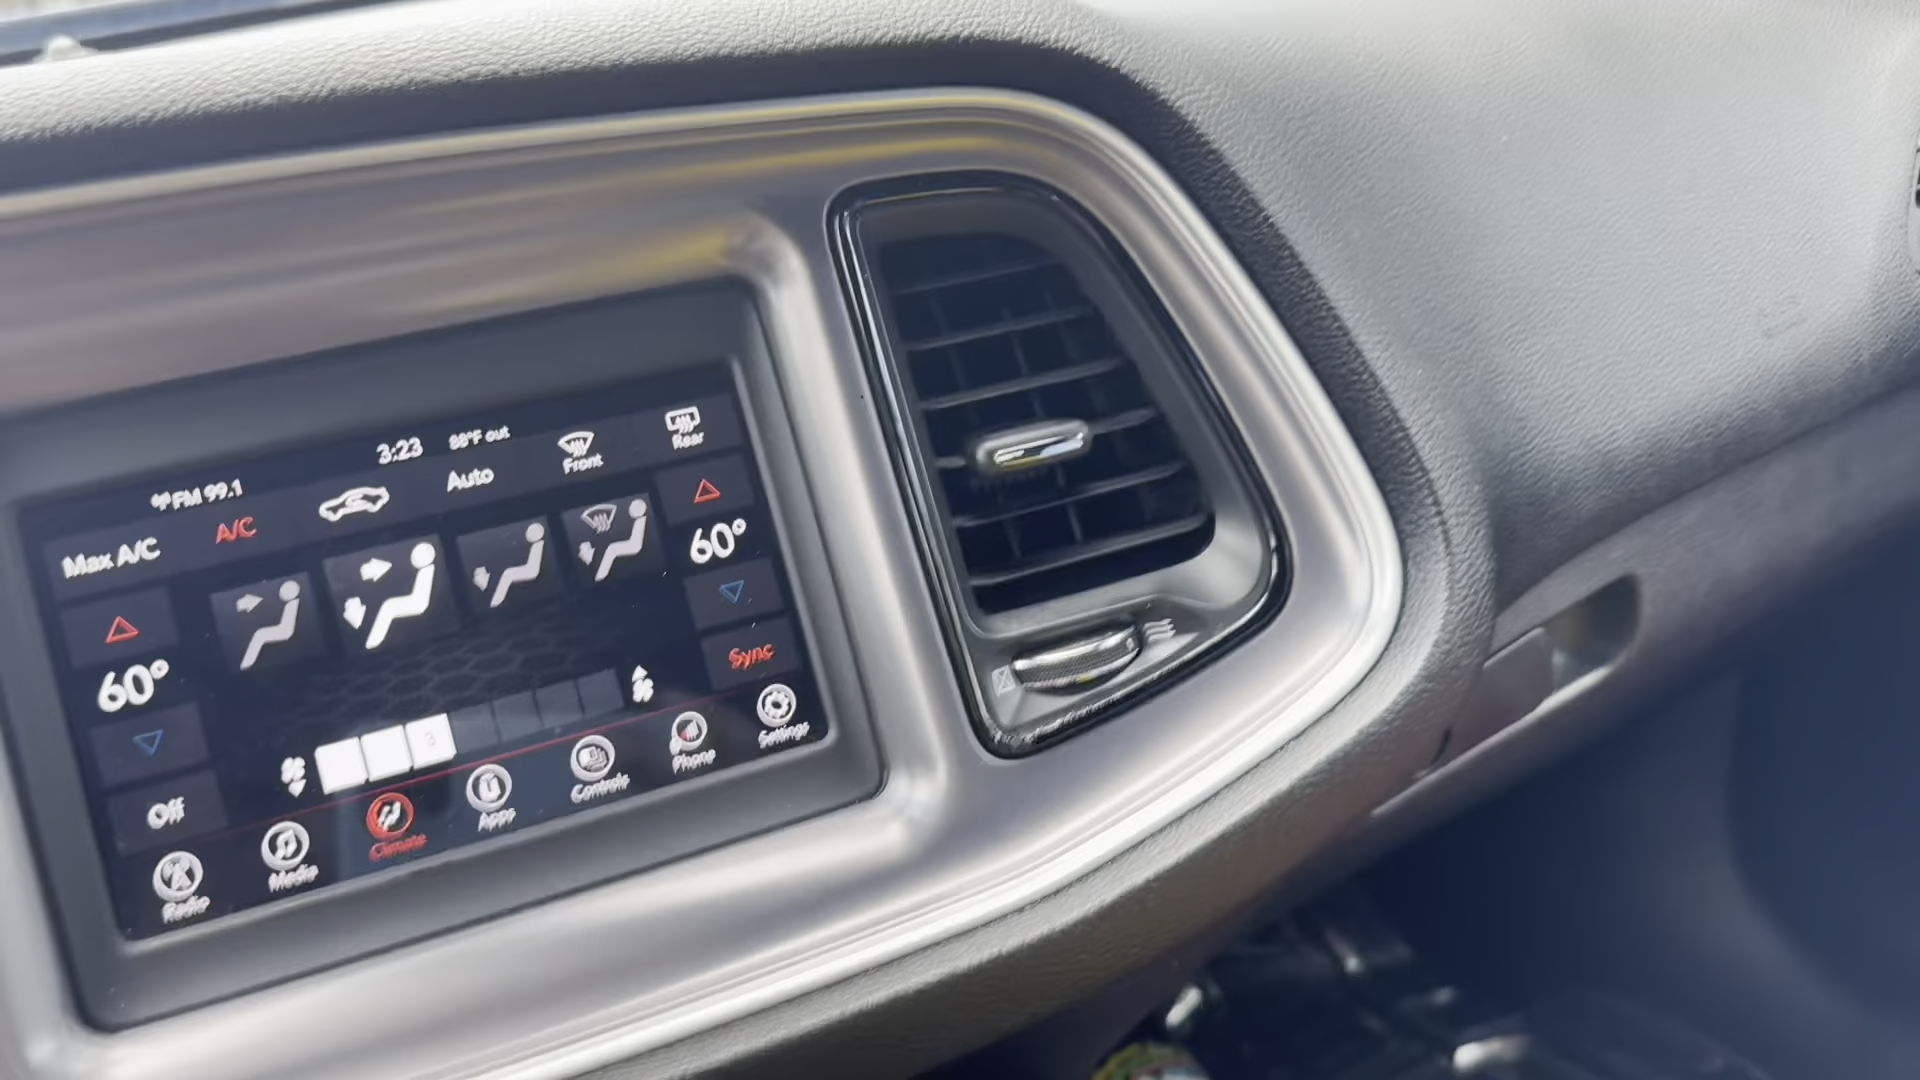 FM 99.1 3:23 88°F out
Max A/C A/C Auto Front Rear
60° 60°
Sync
3
Off
Radio Media Climate Apps Controls Phone Settings